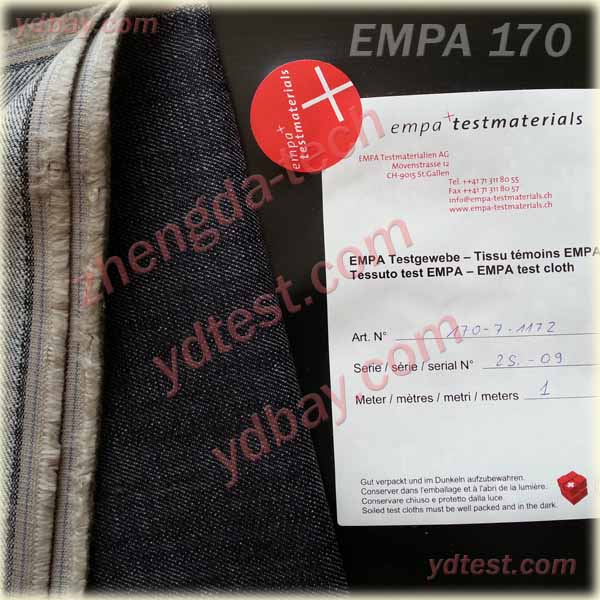 ydbay.com
EMPA 170
empa+
testmaterials
empa+testmaterials
EMPA Testmaterialien AG
Mövenstrasse 12
CH-9015 St.Gallen
Tel. ++41 71 311 80 55
Fax ++41 71 311 80 57
info@empa-testmaterials.ch
www.empa-testmaterials.ch
zhengda-tech
EMPA Testgewebe – Tissu témoins EMPA
Tessuto test EMPA – EMPA test cloth
ydtest.com
ydbay.com
Art. N° 170-7.1172
Serie / série / serial N° 2S.-09
Meter / mètres / metri / meters 1
Gut verpackt und im Dunkeln aufzubewahren.
Conserver dans l'emballage et à l'abri de la lumière.
Conservare chiuso e protetto dalla luce.
Soiled test cloths must be well packed and in the dark.
ydtest.com